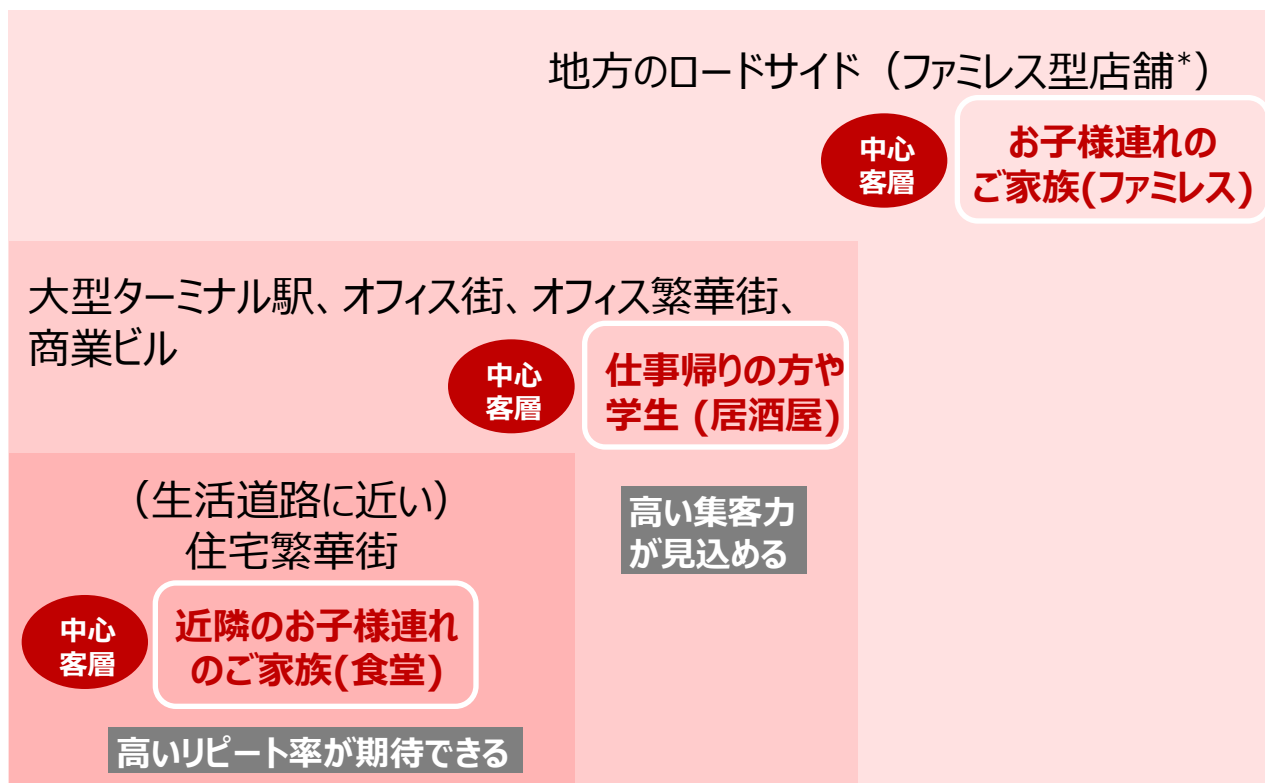 地方のロードサイド（ファミレス型店舗*）
中心
客層
お子様連れの
ご家族(ファミレス)
大型ターミナル駅、オフィス街、オフィス繁華街、
商業ビル
中心
客層
仕事帰りの方や
学生 (居酒屋)
高い集客力
が見込める
（生活道路に近い）
住宅繁華街
中心
客層
近隣のお子様連れ
のご家族(食堂)
高いリピート率が期待できる